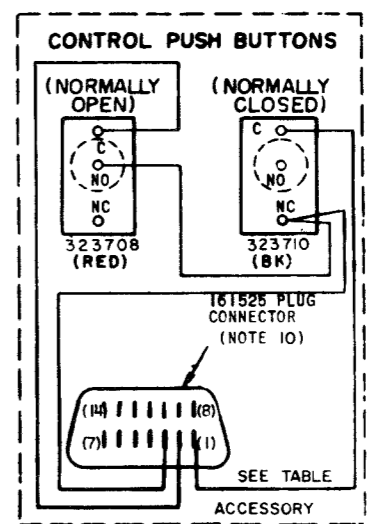 CONTROL PUSH BUTTONS
(NORMALLY OPEN)
(NORMALLY CLOSED)
C
NO
NC
323708
(RED)
C
NO
NC
323710
(BK)
161525 PLUG
CONNECTOR
(NOTE 10)
(14)
(8)
(7)
(1)
SEE TABLE
ACCESSORY